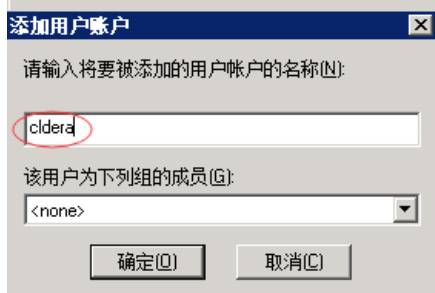 添加用户账户
请输入将要被添加的用户帐户的名称(N):
cldera
该用户为下列组的成员(G):
<none>
确定(O) 取消(C)